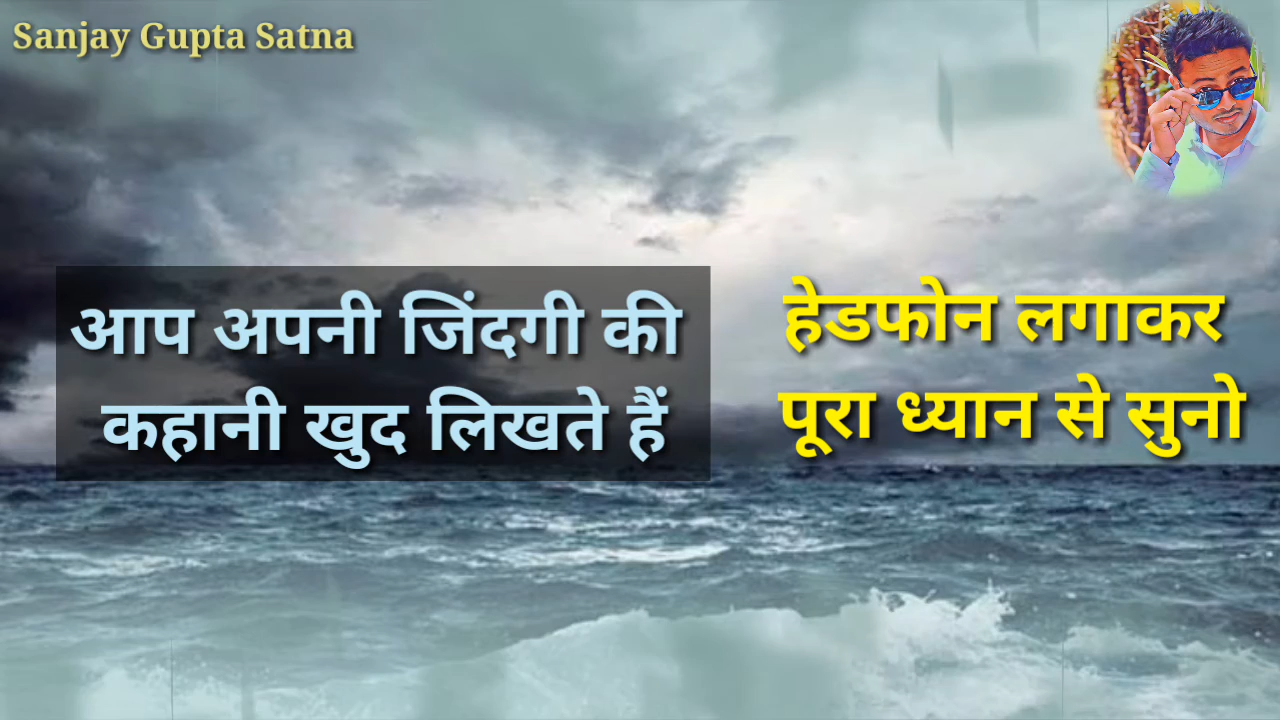 Sanjay Gupta Satna
आप अपनी जिंदगी की
कहानी खुद लिखते हैं
हेडफोन लगाकर
पूरा ध्यान से सुनो